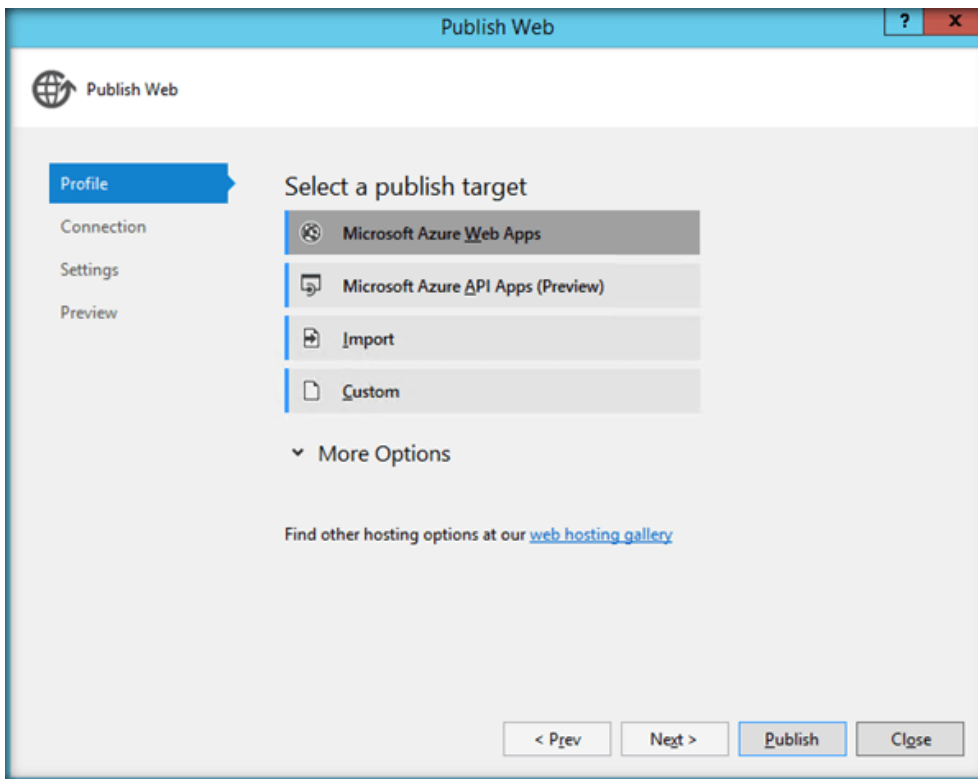 Publish Web
?
x
Publish Web
Profile
Connection
Settings
Preview
Select a publish target
Microsoft Azure Web Apps
Microsoft Azure API Apps (Preview)
Import
Custom
More Options
Find other hosting options at our web hosting gallery
< Prev
Next >
Publish
Close